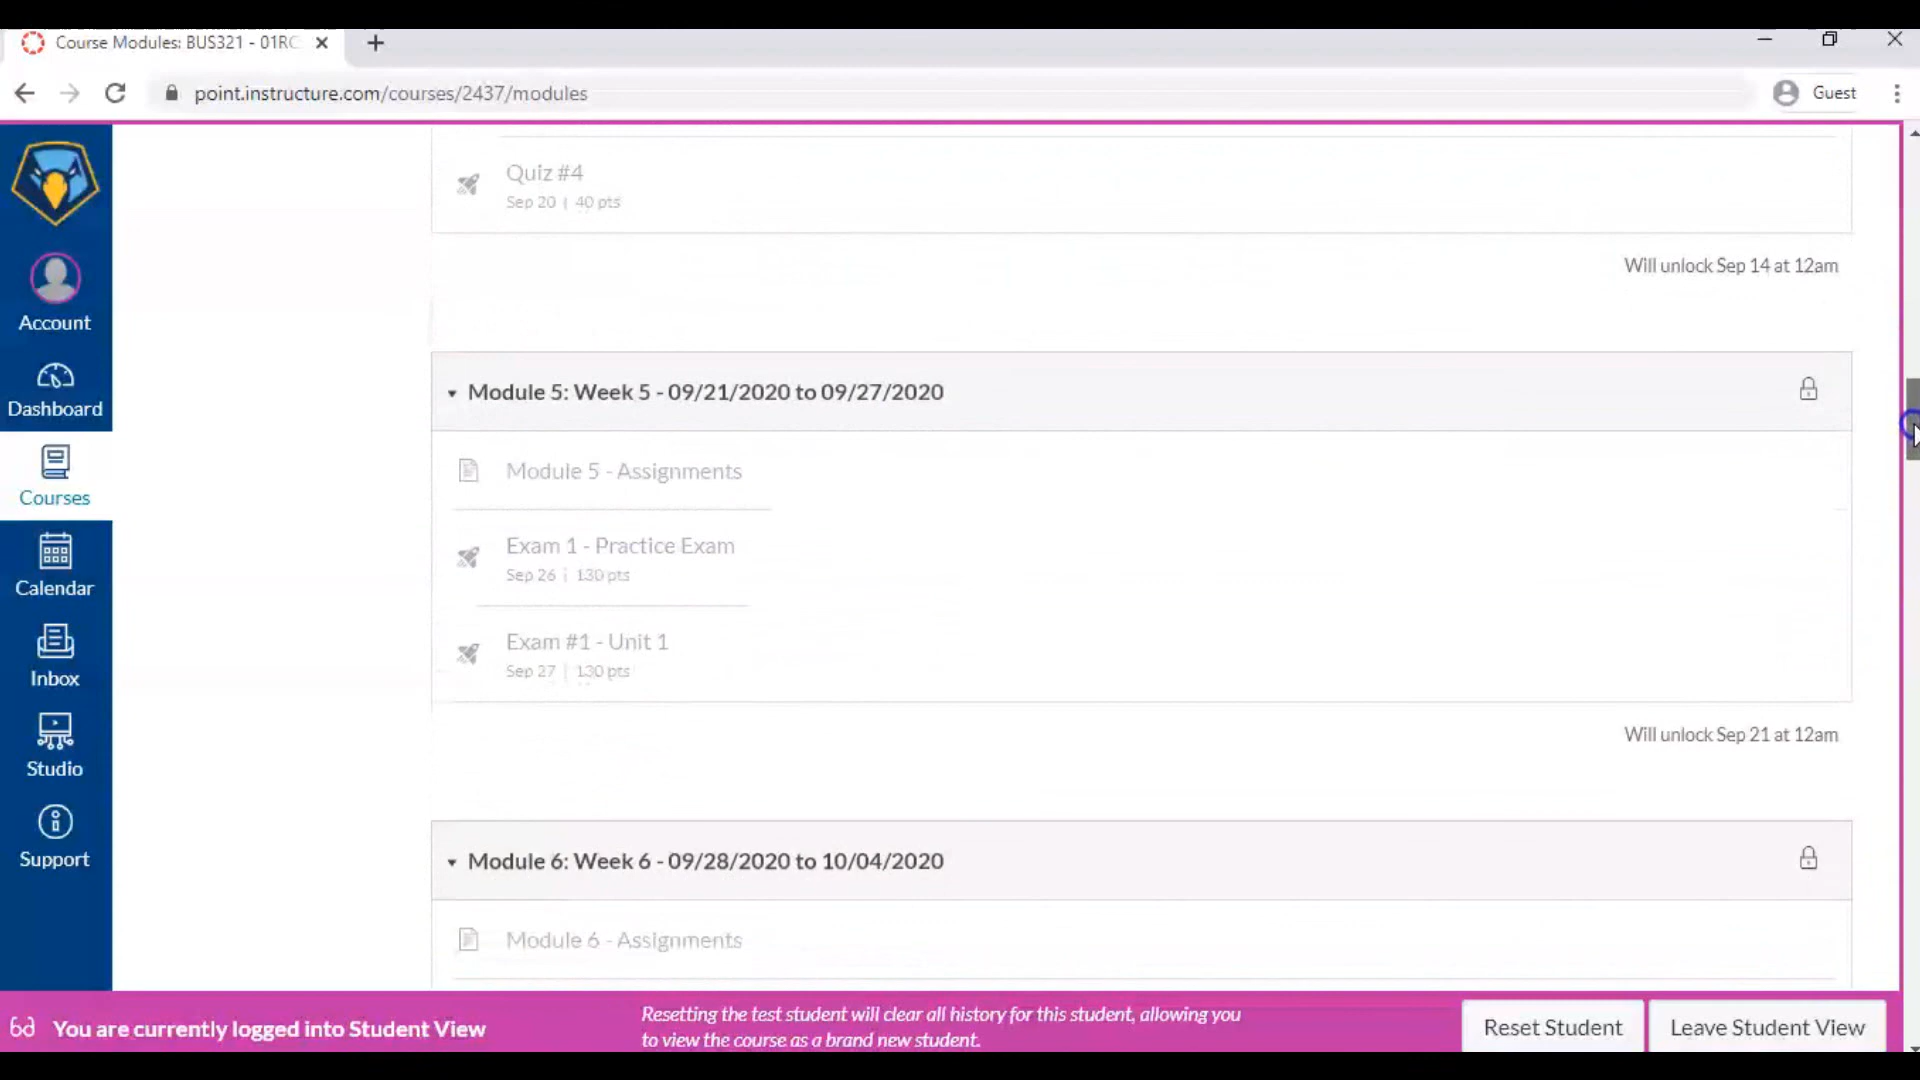 Course Modules: BUS321 - 01RC
point.instructure.com/courses/2437/modules
Guest
Quiz #4
Sep 20 | 40 pts
Will unlock Sep 14 at 12am
Account
Module 5: Week 5 - 09/21/2020 to 09/27/2020
Dashboard
Module 5 - Assignments
Courses
Exam 1 - Practice Exam
Sep 26 | 130 pts
Calendar
Exam #1 - Unit 1
Sep 27 | 130 pts
Inbox
Will unlock Sep 21 at 12am
Studio
Module 6: Week 6 - 09/28/2020 to 10/04/2020
Support
Module 6 - Assignments
You are currently logged into Student View
Resetting the test student will clear all history for this student, allowing you
to view the course as a brand new student.
Reset Student
Leave Student View